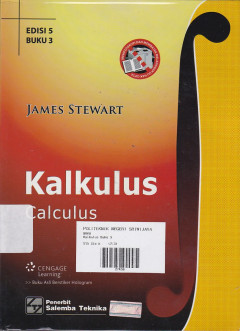 EDISI 5
BUKU 3
JAMES STEWART
POLITEKNIK NEGERI SRIWIJAYA
Kalkulus
Calculus
CENGAGE
Learning
>> Buku Asli Berstiker Hologram
Penerbit
Salemba Teknika